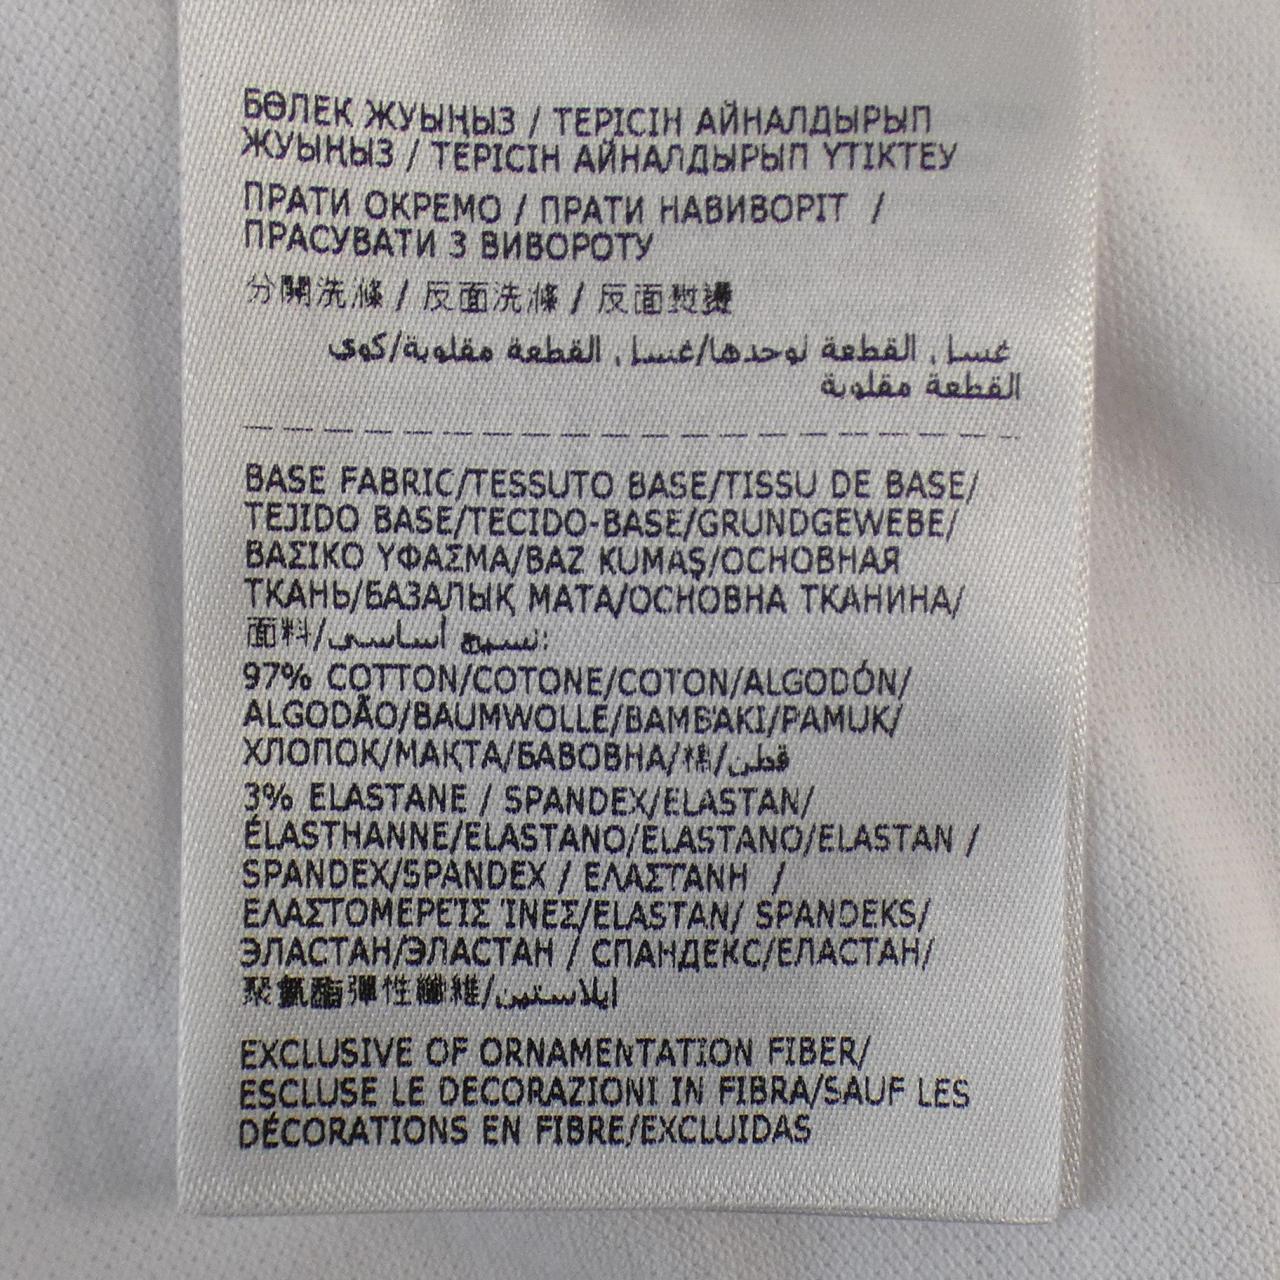 БӨЛЕК ЖУЫҢЫЗ / ТЕРІСІН АЙНАЛДЫРЫП
ЖУЫҢЫЗ / ТЕРІСІН АЙНАЛДЫРЫП ҮТІКТЕУ
ПРАТИ ОКРЕМО / ПРАТИ НАВИВОРІТ /
ПРАСУВАТИ З ВИВОРОТУ
分開洗滌 / 反面洗滌 / 反面熨燙
غسل القطعة لوحدها/غسل القطعة مقلوبة/كوي
القطعة مقلوبة
BASE FABRIC/TESSUTO BASE/TISSU DE BASE/
TEJIDO BASE/TECIDO-BASE/GRUNDGEWEBE/
ΒΑΣΙΚΟ ΥΦΑΣΜΑ/BAZ KUMAŞ/ОСНОВНАЯ
ТКАНЬ/БАЗАЛЫҚ МАТА/ОСНОВНА ТКАНИНА/
面料/نسيج أساسي:
97% COTTON/COTONE/COTON/ALGODÓN/
ALGODÃO/BAUMWOLLE/ΒΑΜΒΑΚΙ/PAMUK/
ХЛОПОК/МАҚТА/БАВОВНА/棉/قطن
3% ELASTANE / SPANDEX/ELASTAN/
ÉLASTHANNE/ELASTANO/ELASTANO/ELASTAN /
SPANDEX/SPANDEX / ΕΛΑΣΤΑΝΗ /
ΕΛΑΣΤΟΜΕΡΕΊΣ ΊΝΕΣ/ELASTAN/ SPANDEKS/
ЭЛАСТАН/ЭЛАСТАН / СПАНДЕКС/ЕЛАСТАН/
聚氨酯彈性纖維/ايلاستين
EXCLUSIVE OF ORNAMENTATION FIBER/
ESCLUSE LE DECORAZIONI IN FIBRA/SAUF LES
DÉCORATIONS EN FIBRE/EXCLUIDAS